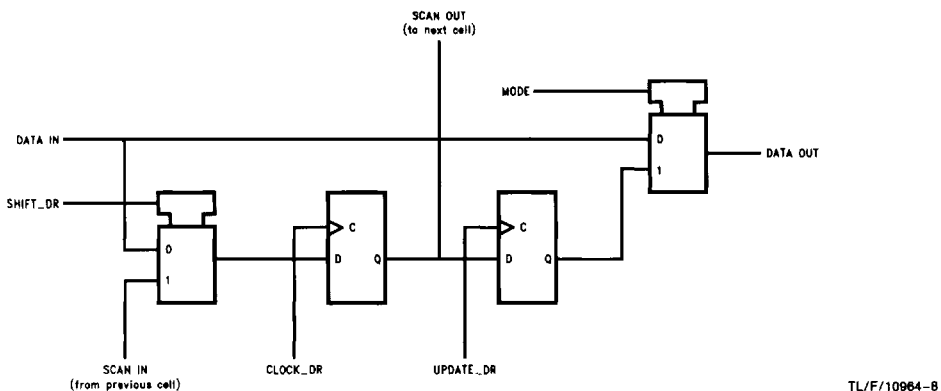 SCAN OUT
(to next cell)
MODE
DATA IN
D
DATA OUT
1
SHIFT_DR
C
C
D
D
Q
D
Q
1
SCAN IN
(from previous cell)
CLOCK_DR
UPDATE_DR
TL/F/10964-8